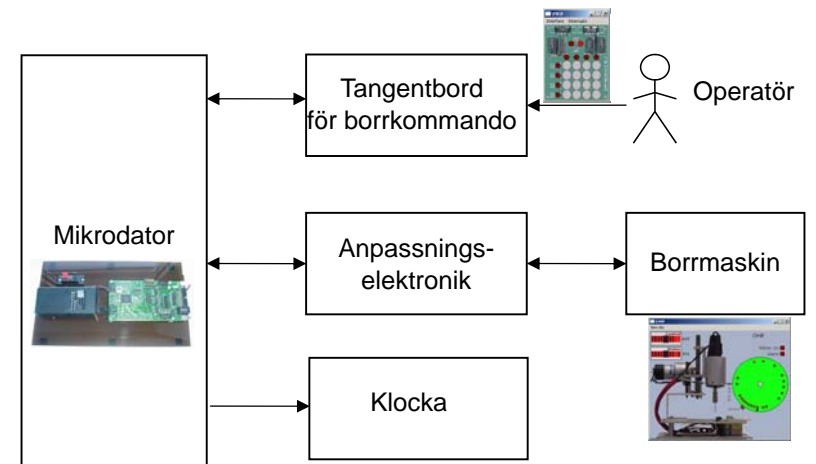 Tangentbord
för borrkommando
Operatör
Mikrodator
Anpassnings-
elektronik
Borrmaskin
Klocka